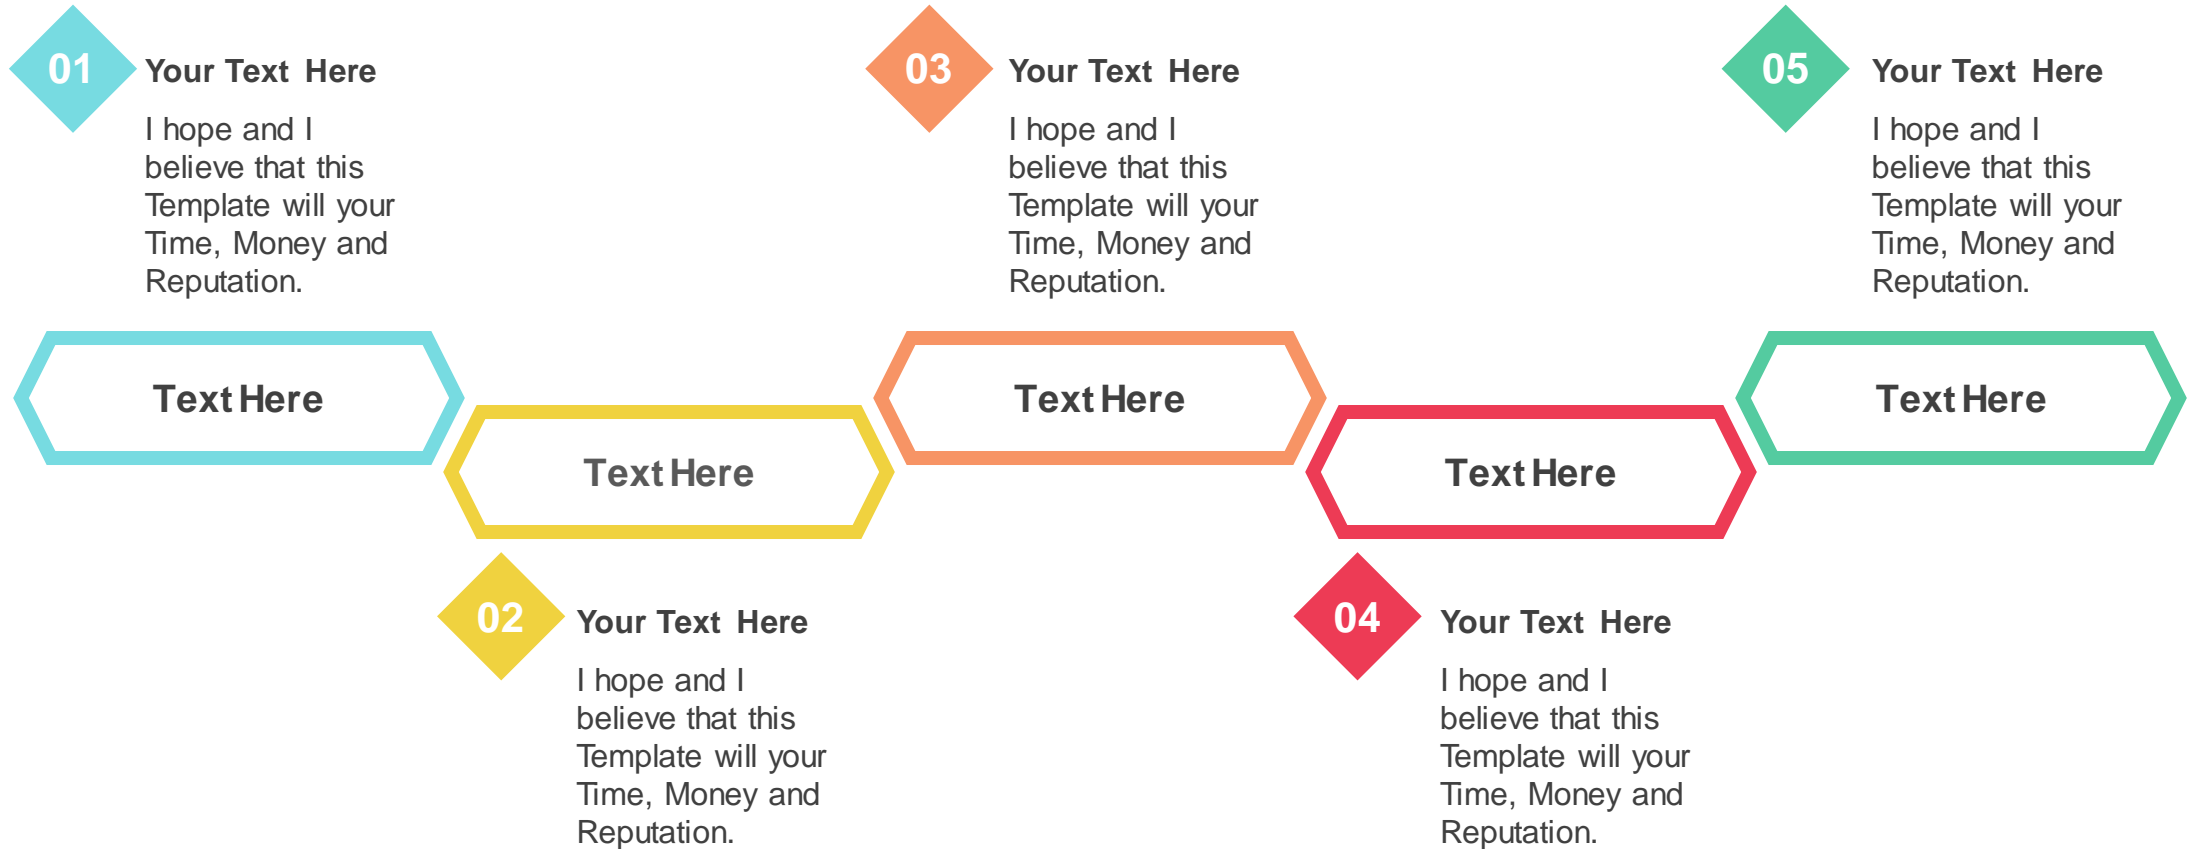 01
Your Text Here
I hope and I
believe that this
Template will your
Time, Money and
Reputation.
03
Your Text Here
I hope and I
believe that this
Template will your
Time, Money and
Reputation.
05
Your Text Here
I hope and I
believe that this
Template will your
Time, Money and
Reputation.
Text Here
Text Here
Text Here
Text Here
Text Here
02
Your Text Here
I hope and I
believe that this
Template will your
Time, Money and
Reputation.
04
Your Text Here
I hope and I
believe that this
Template will your
Time, Money and
Reputation.